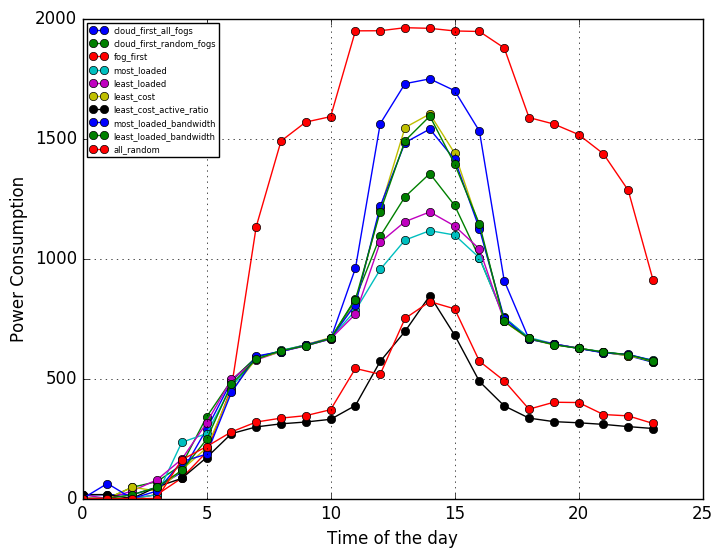 2000
cloud_first_all_fogs
cloud_first_random_fogs
fog_first
most_loaded
least_loaded
least_cost
least_cost_active_ratio
most_loaded_bandwidth
least_loaded_bandwidth
all_random
1500
1000
500
0
Power Consumption
0 5 10 15 20 25
Time of the day